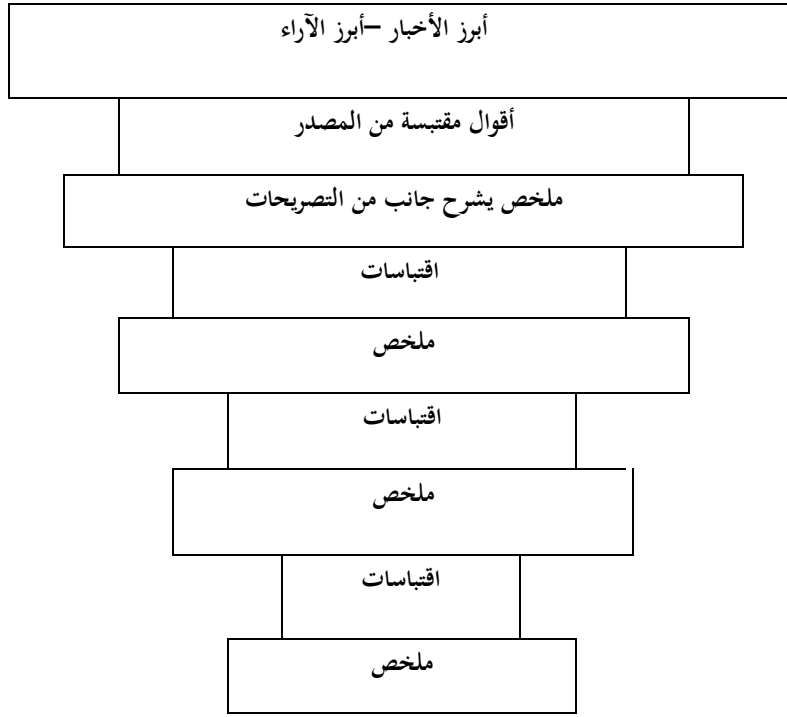 أبرز الأخبار –أبرز الآراء
أقوال مقتبسة من المصدر
ملخص يشرح جانب من التصريحات
اقتباسات
ملخص
اقتباسات
ملخص
اقتباسات
ملخص